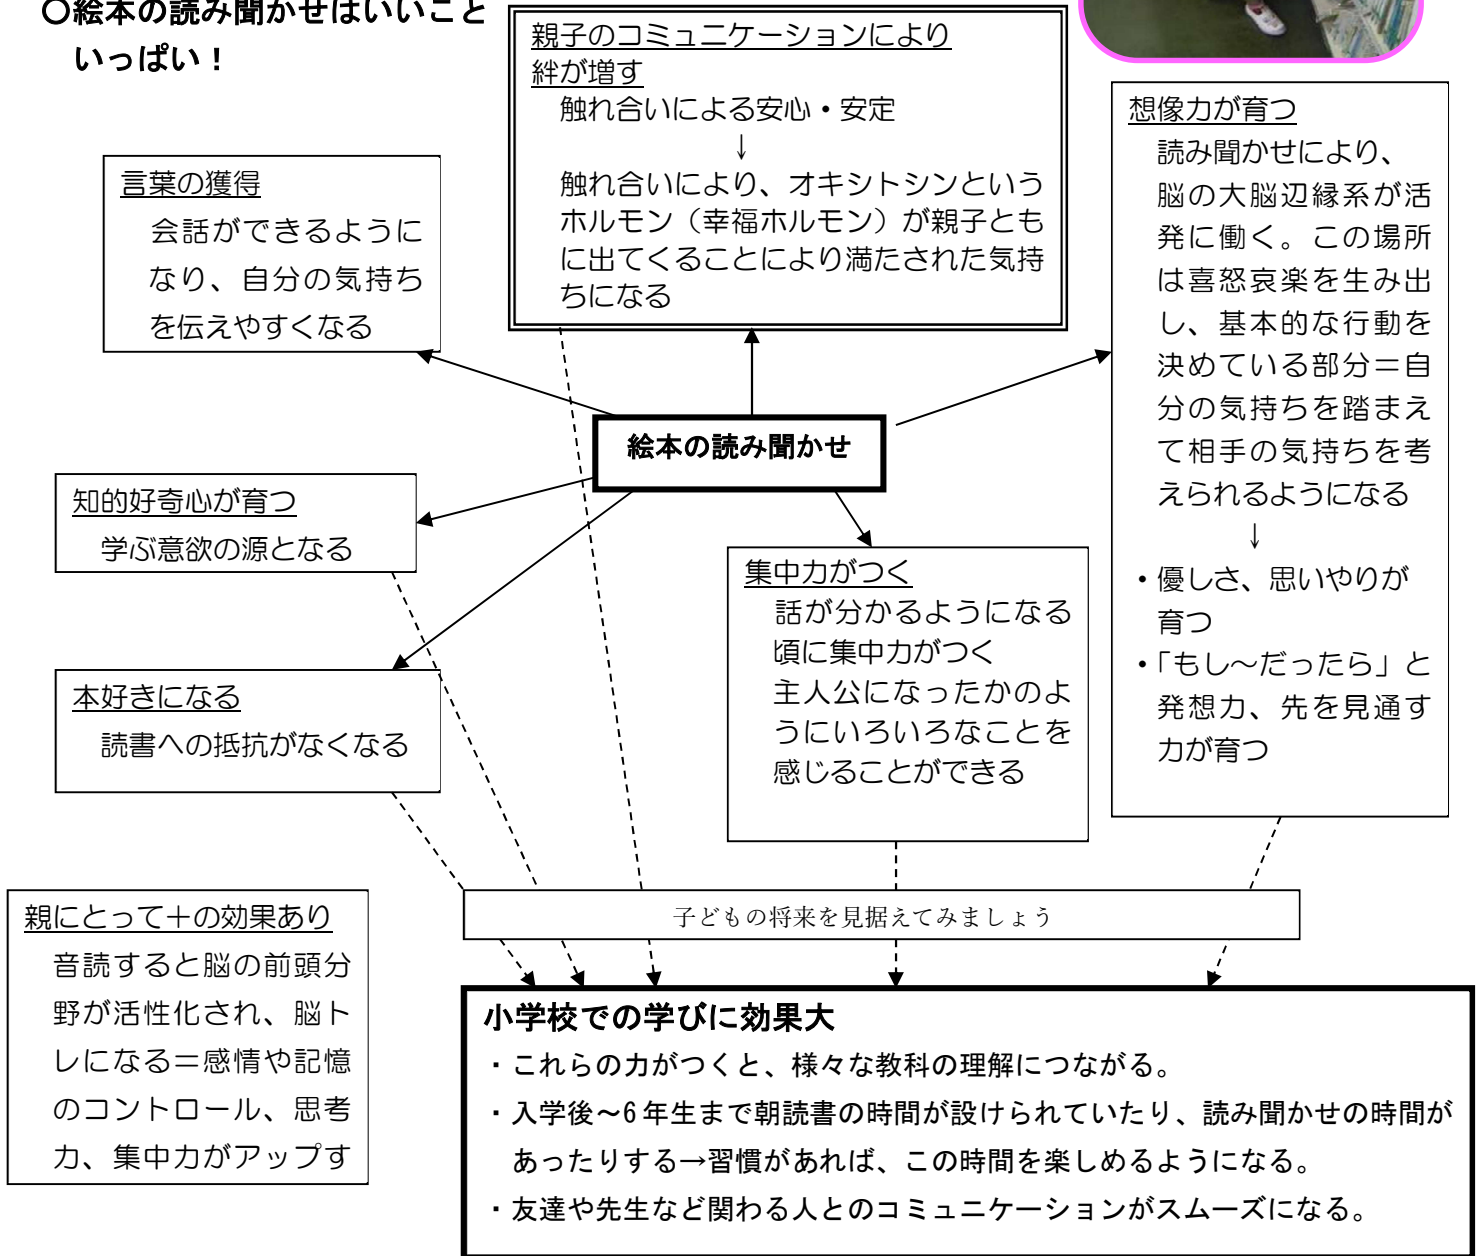 〇絵本の読み聞かせはいいこと
いっぱい！
親子のコミュニケーションにより
絆が増す
触れ合いによる安心・安定
↓
触れ合いにより、オキシトシンという
ホルモン（幸福ホルモン）が親子とも
に出てくることにより満たされた気持
ちになる
想像力が育つ
読み聞かせにより、
脳の大脳辺縁系が活
発に働く。この場所
は喜怒哀楽を生み出
し、基本的な行動を
決めている部分＝自
分の気持ちを踏まえ
て相手の気持ちを考
えられるようになる
↓
・優しさ、思いやりが
育つ
・「もし～だったら」と
発想力、先を見通す
力が育つ
言葉の獲得
会話ができるように
なり、自分の気持ち
を伝えやすくなる
絵本の読み聞かせ
知的好奇心が育つ
学ぶ意欲の源となる
集中力がつく
話が分かるようになる
頃に集中力がつく
主人公になったかのよ
うにいろいろなことを
感じることができる
本好きになる
読書への抵抗がなくなる
親にとって＋の効果あり
音読すると脳の前頭分
野が活性化され、脳ト
レになる＝感情や記憶
のコントロール、思考
力、集中力がアップす
子どもの将来を見据えてみましょう
小学校での学びに効果大
・これらの力がつくと、様々な教科の理解につながる。
・入学後～6年生まで朝読書の時間が設けられていたり、読み聞かせの時間が
あったりする→習慣があれば、この時間を楽しめるようになる。
・友達や先生など関わる人とのコミュニケーションがスムーズになる。